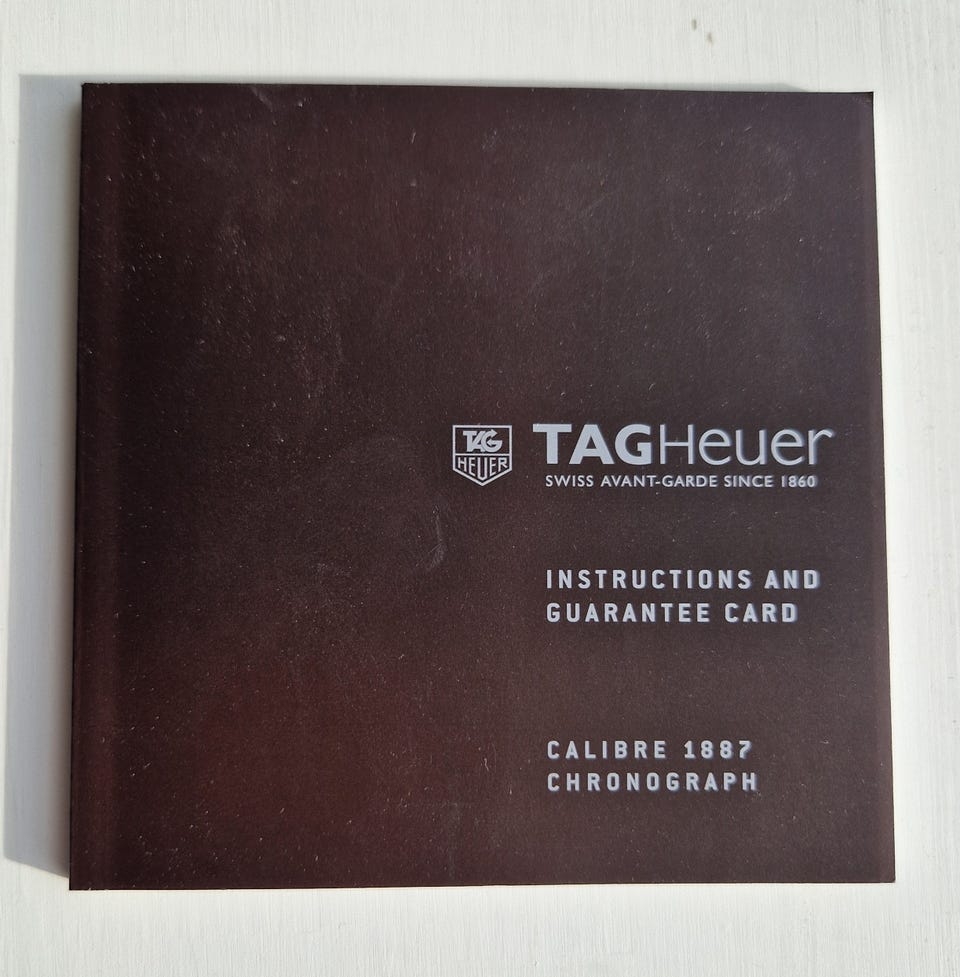 TAG
HEUER
TAGHeuer
SWISS AVANT-GARDE SINCE 1860
INSTRUCTIONS AND
GUARANTEE CARD
CALIBRE 1887
CHRONOGRAPH